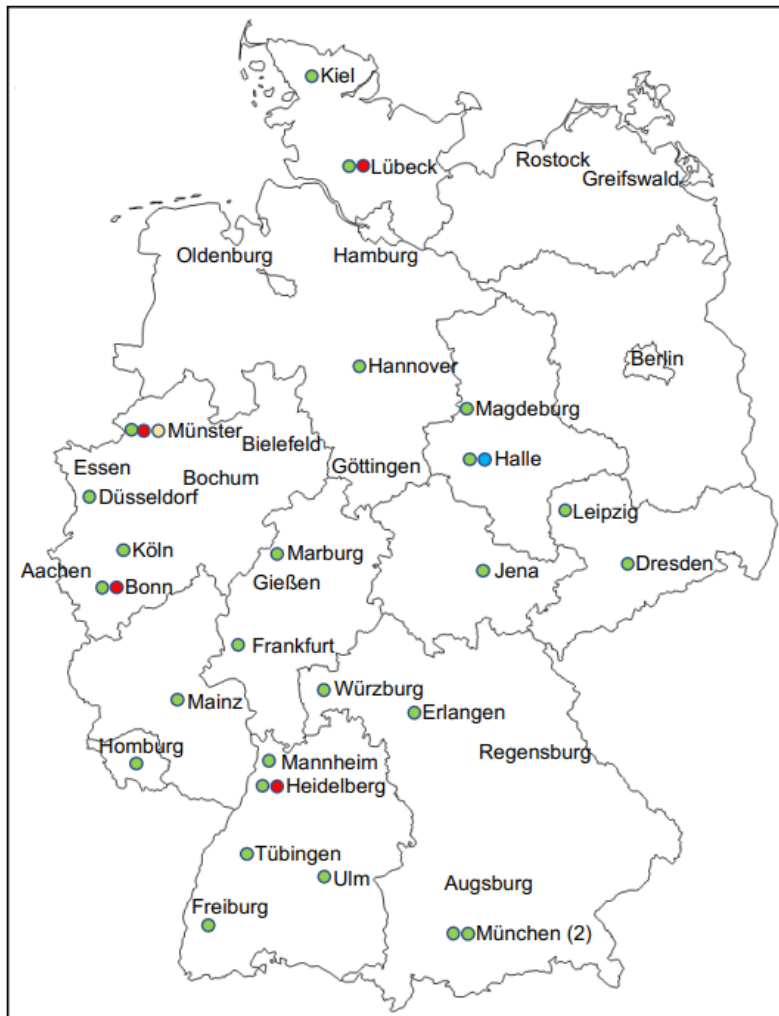 Kiel
Lübeck
Rostock
Greifswald
Oldenburg
Hamburg
Hannover
Berlin
Magdeburg
Münster
Bielefeld
Essen
Bochum
Göttingen
Halle
Düsseldorf
Leipzig
Köln
Marburg
Aachen
Bonn
Gießen
Jena
Dresden
Frankfurt
Mainz
Würzburg
Erlangen
Homburg
Mannheim
Regensburg
Heidelberg
Tübingen
Ulm
Augsburg
Freiburg
München (2)